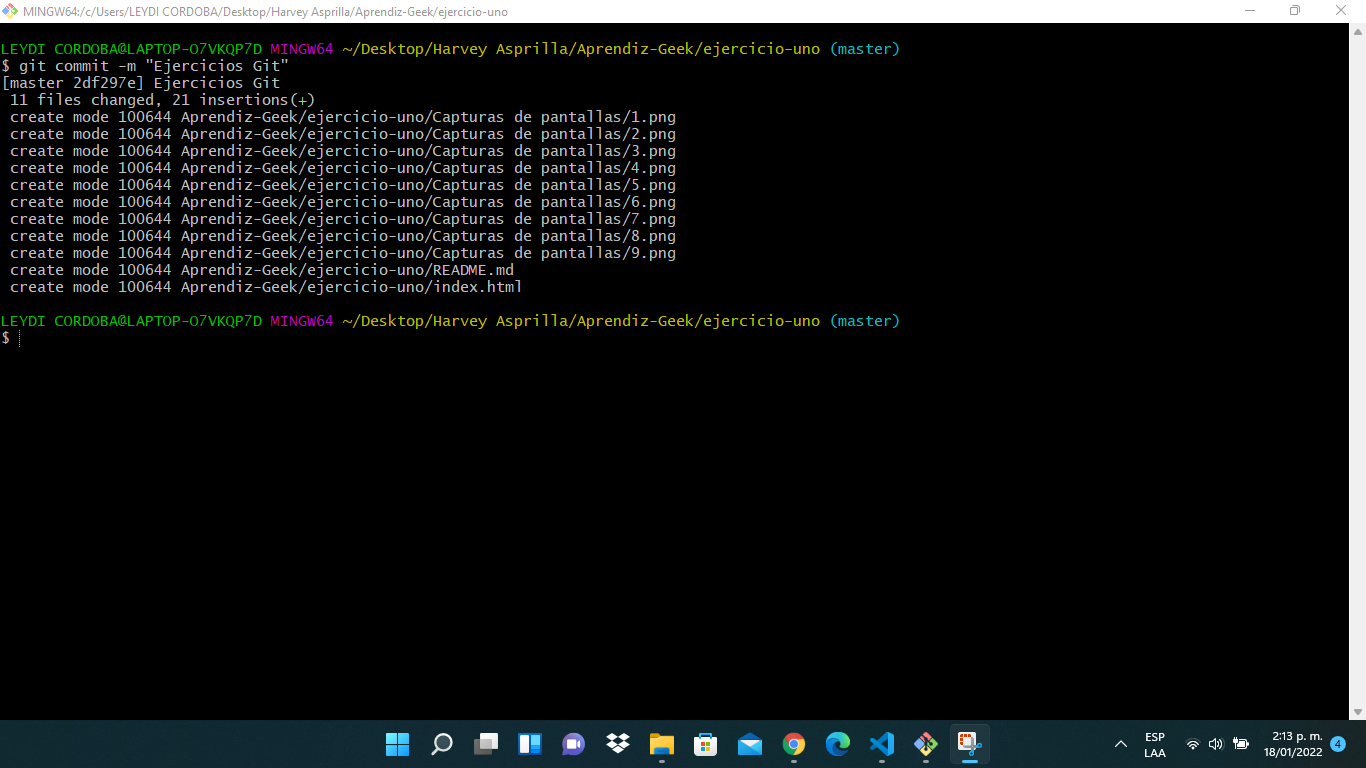 MINGW64:/c/Users/LEYDI CORDOBA/Desktop/Harvey Asprilla/Aprendiz-Geek/ejercicio-uno
LEYDI CORDOBA@LAPTOP-O7VKQP7D MINGW64 ~/Desktop/Harvey Asprilla/Aprendiz-Geek/ejercicio-uno (master)
$ git commit -m "Ejercicios Git"
[master 2df297e] Ejercicios Git
 11 files changed, 21 insertions(+)
 create mode 100644 Aprendiz-Geek/ejercicio-uno/Capturas de pantallas/1.png
 create mode 100644 Aprendiz-Geek/ejercicio-uno/Capturas de pantallas/2.png
 create mode 100644 Aprendiz-Geek/ejercicio-uno/Capturas de pantallas/3.png
 create mode 100644 Aprendiz-Geek/ejercicio-uno/Capturas de pantallas/4.png
 create mode 100644 Aprendiz-Geek/ejercicio-uno/Capturas de pantallas/5.png
 create mode 100644 Aprendiz-Geek/ejercicio-uno/Capturas de pantallas/6.png
 create mode 100644 Aprendiz-Geek/ejercicio-uno/Capturas de pantallas/7.png
 create mode 100644 Aprendiz-Geek/ejercicio-uno/Capturas de pantallas/8.png
 create mode 100644 Aprendiz-Geek/ejercicio-uno/Capturas de pantallas/9.png
 create mode 100644 Aprendiz-Geek/ejercicio-uno/README.md
 create mode 100644 Aprendiz-Geek/ejercicio-uno/index.html
LEYDI CORDOBA@LAPTOP-O7VKQP7D MINGW64 ~/Desktop/Harvey Asprilla/Aprendiz-Geek/ejercicio-uno (master)
$
ESP
LAA
2:13 p. m.
18/01/2022
4